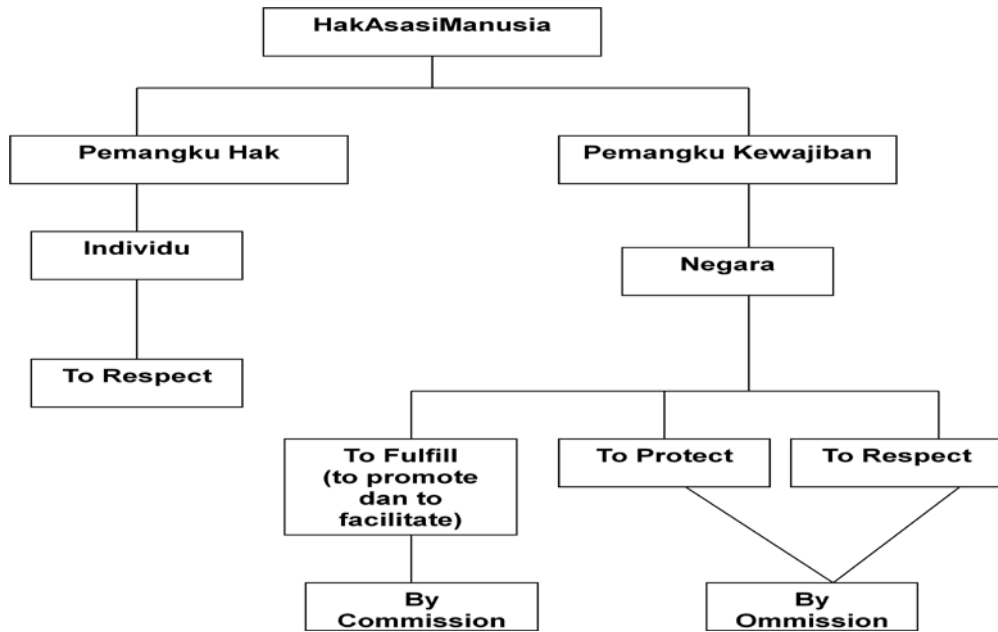 HakAsasiManusia
Pemangku Hak
Pemangku Kewajiban
Individu
Negara
To Respect
To Fulfill
(to promote
dan to
facilitate)
To Protect
To Respect
By
Commission
By
Ommission